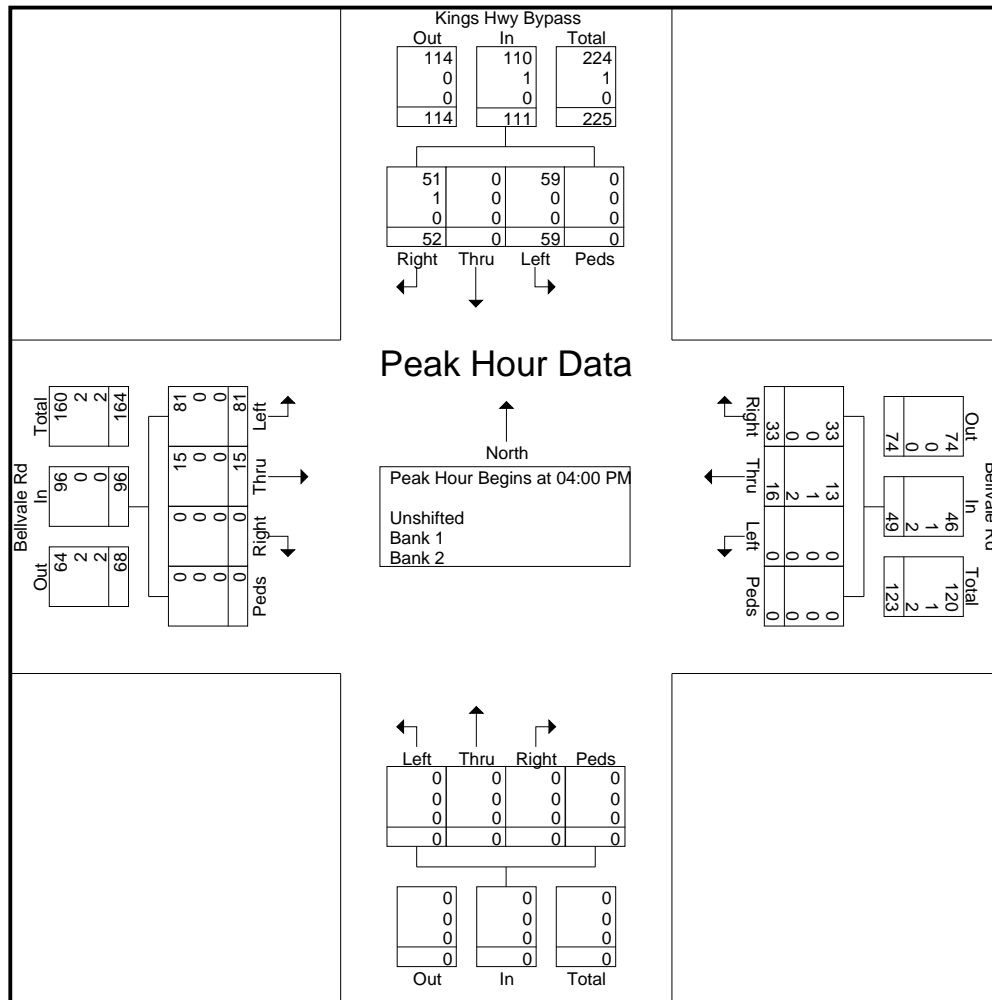 Kings Hwy Bypass
Out In Total
114 110 224
0 1 1
0 0 0
114 111 225
51 0 59 0
1 0 0 0
0 0 0 0
52 0 59 0
Right Thru Left Peds
Peak Hour Data
North
Peak Hour Begins at 04:00 PM
Unshifted
Bank 1
Bank 2
Bellvale Rd
Out In Total
64 96 160
2 0 2
2 0 2
68 96 164
0 0 15 81
0 0 0 0
0 0 0 0
0 0 15 81
Peds Right Thru Left
Bellvale Rd
Out In Total
74 46 120
0 1 1
0 2 2
74 49 123
33 13 0 0
0 1 0 0
0 2 0 0
33 16 0 0
Right Thru Left Peds
Left Thru Right Peds
0 0 0 0
0 0 0 0
0 0 0 0
0 0 0 0
0 0 0
0 0 0
0 0 0
0 0 0
Out In Total